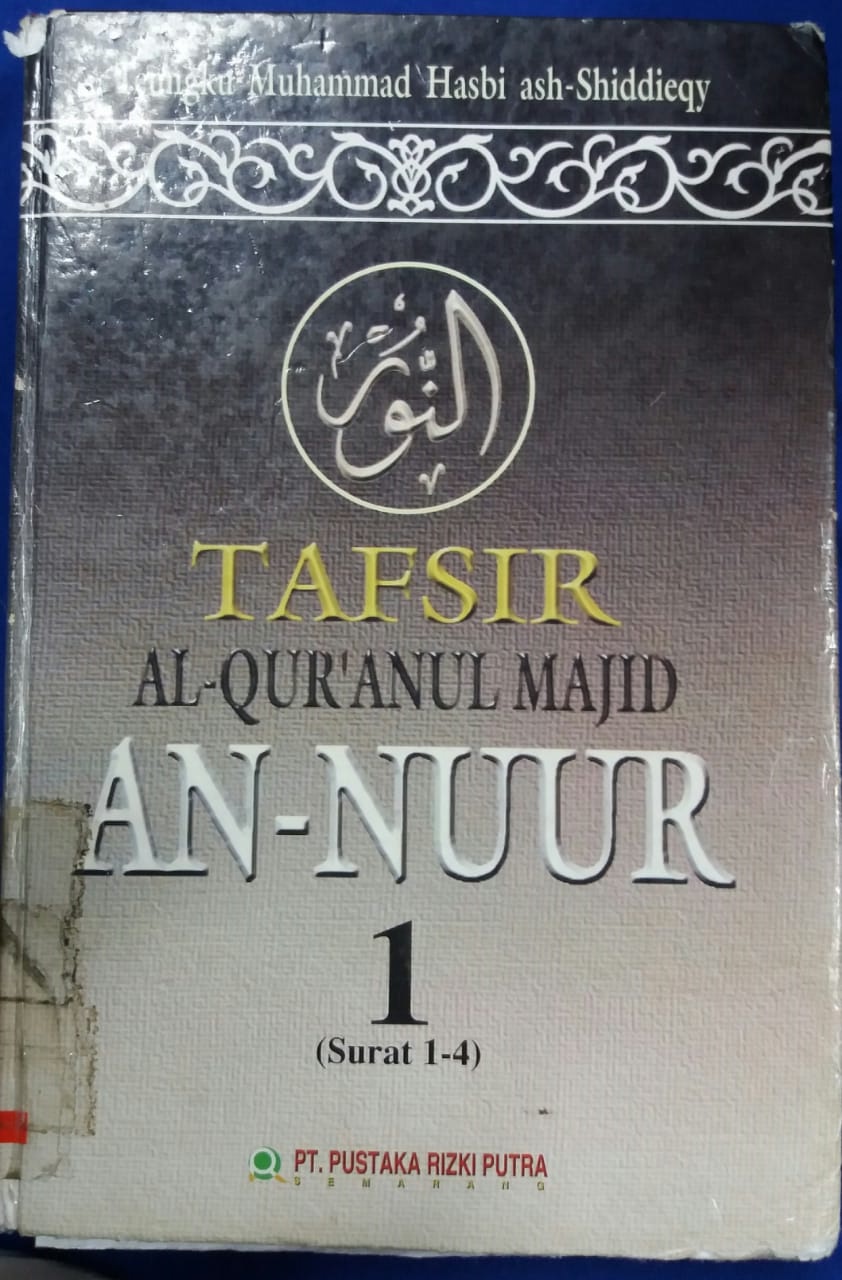 Teungku Muhammad Hasbi ash-Shiddieqy
النُّورُ
TAFSIR
AL-QUR'ANUL MAJID
AN-NUUR
1
(Surat 1-4)
PT. PUSTAKA RIZKI PUTRA
SEMARANG